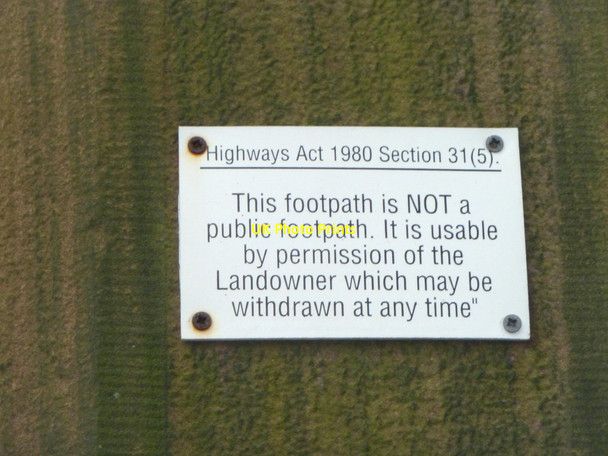 Highways Act 1980 Section 31(5).
This footpath is NOT a
public footpath. It is usable
by permission of the
Landowner which may be
withdrawn at any time"
UK Photo Prints